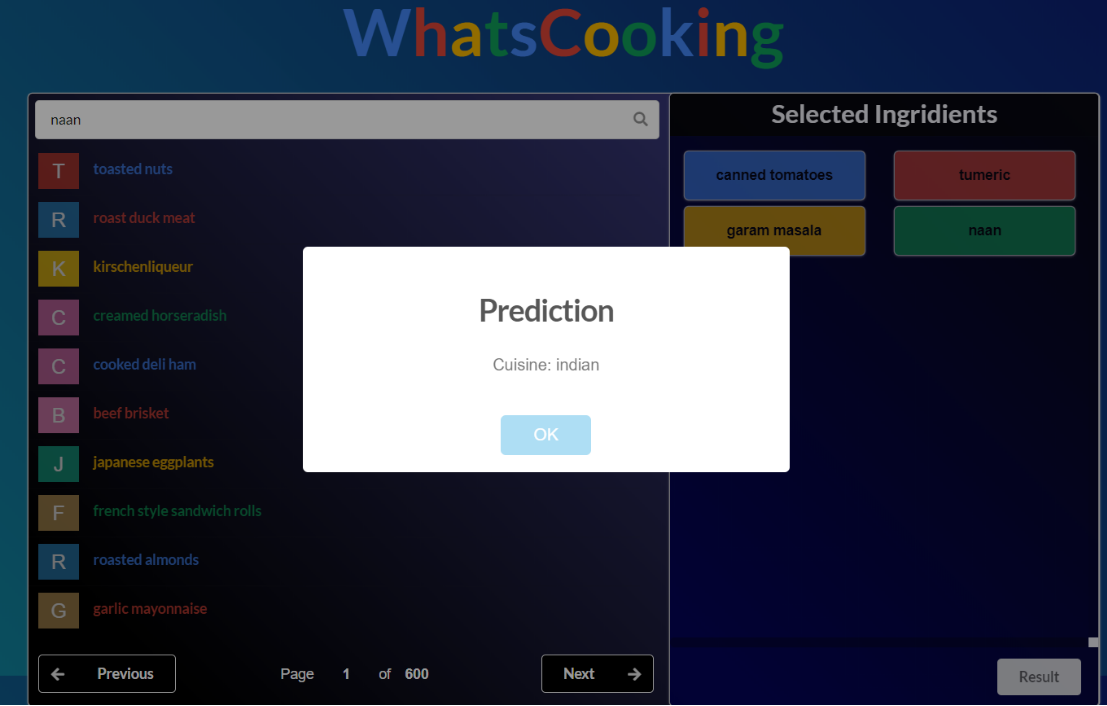 WhatsCooking
naan
T toasted nuts
R roast duck meat
K kirschenliqueur
C creamed horseradish
C cooked deli ham
B beef brisket
J japanese eggplants
F french style sandwich rolls
R roasted almonds
G garlic mayonnaise
Previous Page 1 of 600 Next
Selected Ingridients
canned tomatoes tumeric
garam masala naan
Prediction
Cuisine: indian
OK
Result